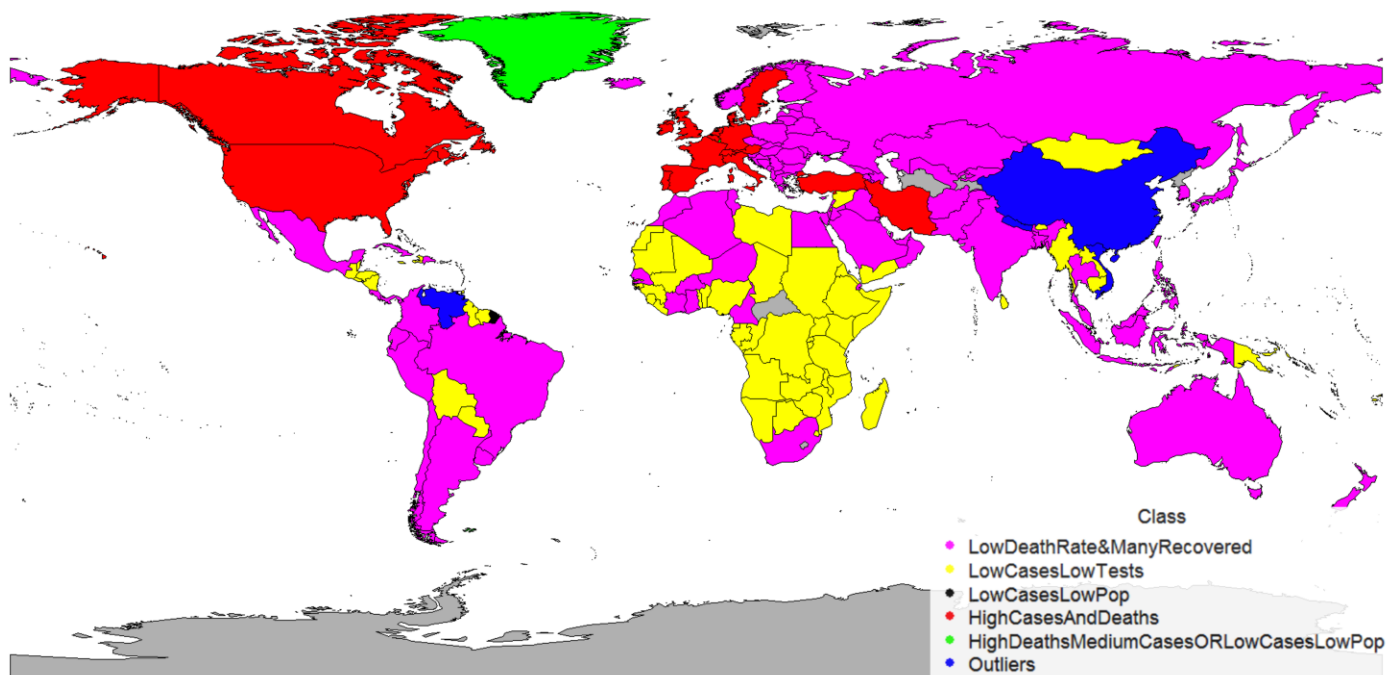 Class
LowDeathRate&ManyRecovered
LowCasesLowTests
LowCasesLowPop
HighCasesAndDeaths
HighDeathsMediumCasesORLowCasesLowPop
Outliers